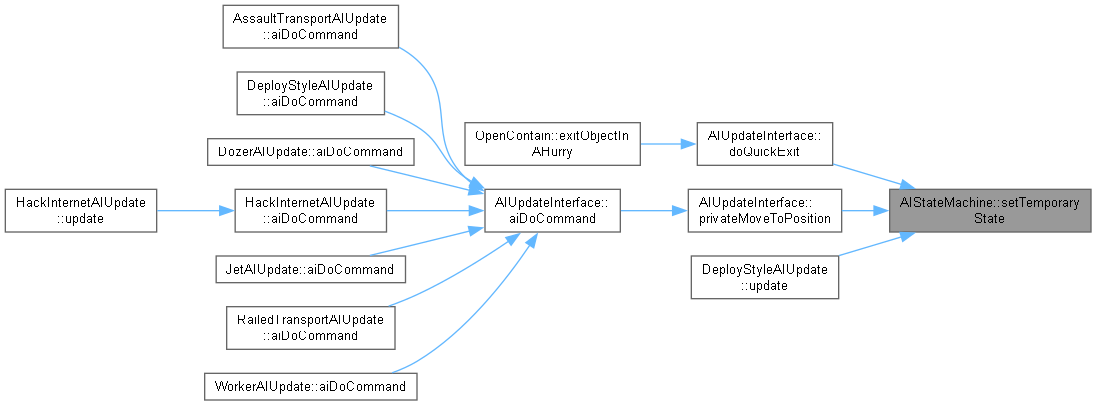 AssaultTransportAIUpdate
::aiDoCommand
DeployStyleAIUpdate
::aiDoCommand
DozerAIUpdate::aiDoCommand
HackInternetAIUpdate
::update
HackInternetAIUpdate
::aiDoCommand
JetAIUpdate::aiDoCommand
RailedTransportAIUpdate
::aiDoCommand
WorkerAIUpdate::aiDoCommand
OpenContain::exitObjectIn
AHurry
AIUpdateInterface::
aiDoCommand
AIUpdateInterface::
doQuickExit
AIUpdateInterface::
privateMoveToPosition
DeployStyleAIUpdate
::update
AIStateMachine::setTemporary
State